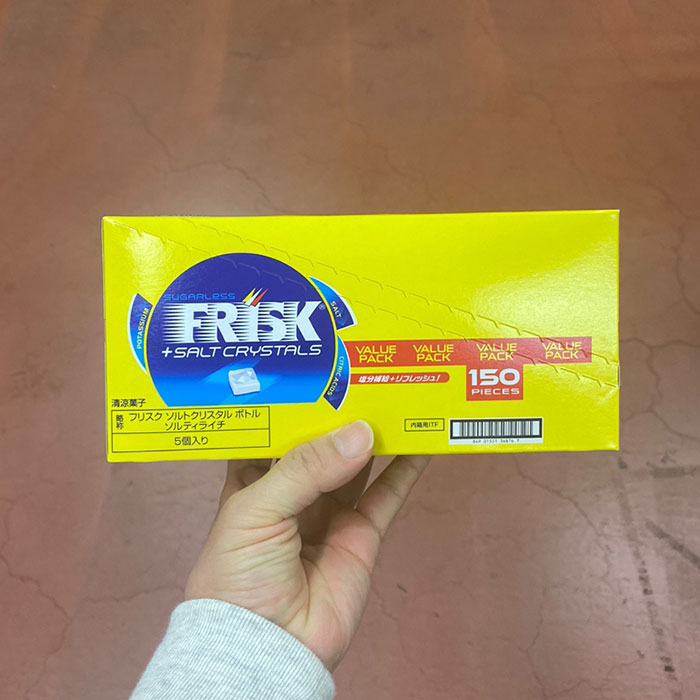 SUGARLESS
FRISK®
+SALT CRYSTALS
POTASSIUM
SALT
CITRIC ACIDS
清涼菓子
略称 フリスク ソルトクリスタル ボトル
ソルティライチ
5個入り
VALUE PACK VALUE PACK VALUE PACK VALUE PACK
塩分補給+リフレッシュ!
150
PIECES
内箱用ITF